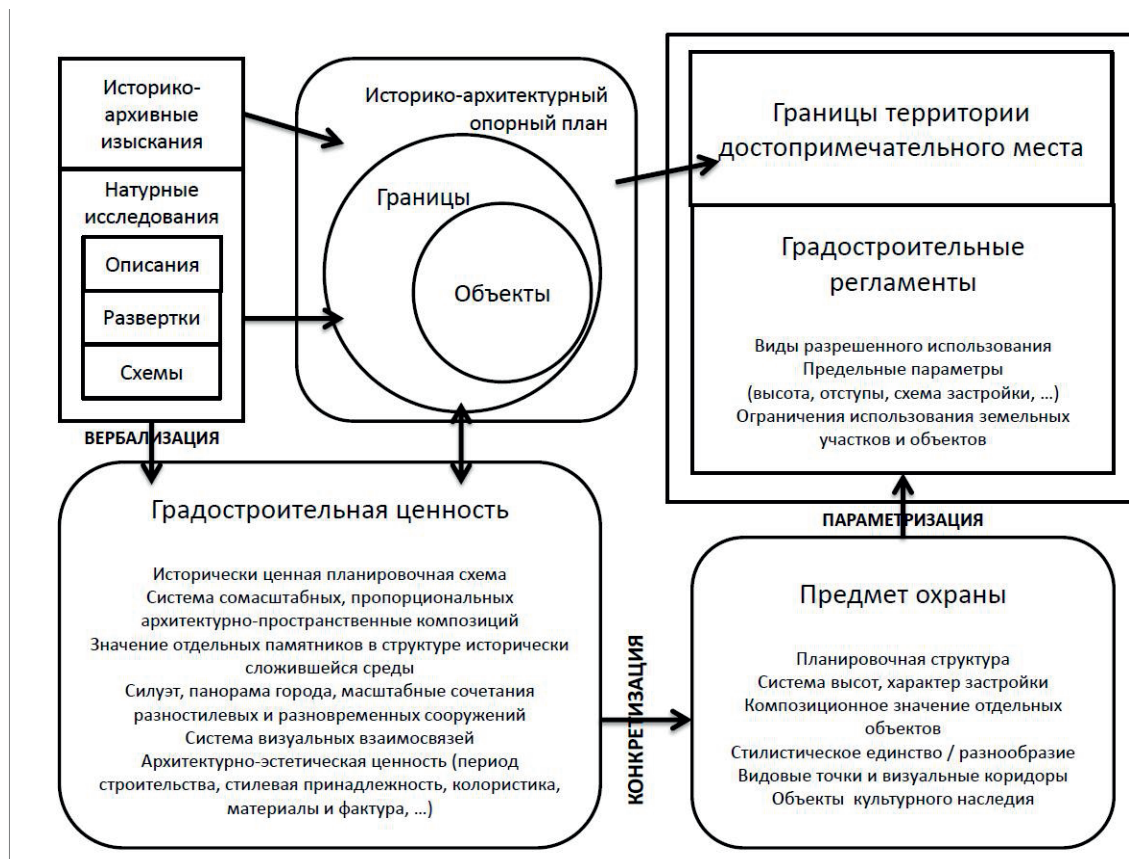 Историко-
архивные
изыскания
Натурные
исследования
Описания
Развертки
Схемы
Историко-архитектурный
опорный план
Границы
Объекты
Границы территории
достопримечательного места
Градостроительные
регламенты
Виды разрешенного использования
Предельные параметры
(высота, отступы, схема застройки, ...)
Ограничения использования земельных
участков и объектов
ВЕРБАЛИЗАЦИЯ
Градостроительная ценность
Исторически ценная планировочная схема
Система сомасштабных, пропорциональных
архитектурно-пространственные композиций
Значение отдельных памятников в структуре исторически
сложившейся среды
Силуэт, панорама города, масштабные сочетания
разностилевых и разновременных сооружений
Система визуальных взаимосвязей
Архитектурно-эстетическая ценность (период
строительства, стилевая принадлежность, колористика,
материалы и фактура, ...)
КОНКРЕТИЗАЦИЯ
ПАРАМЕТРИЗАЦИЯ
Предмет охраны
Планировочная структура
Система высот, характер застройки
Композиционное значение отдельных
объектов
Стилистическое единство / разнообразие
Видовые точки и визуальные коридоры
Объекты культурного наследия